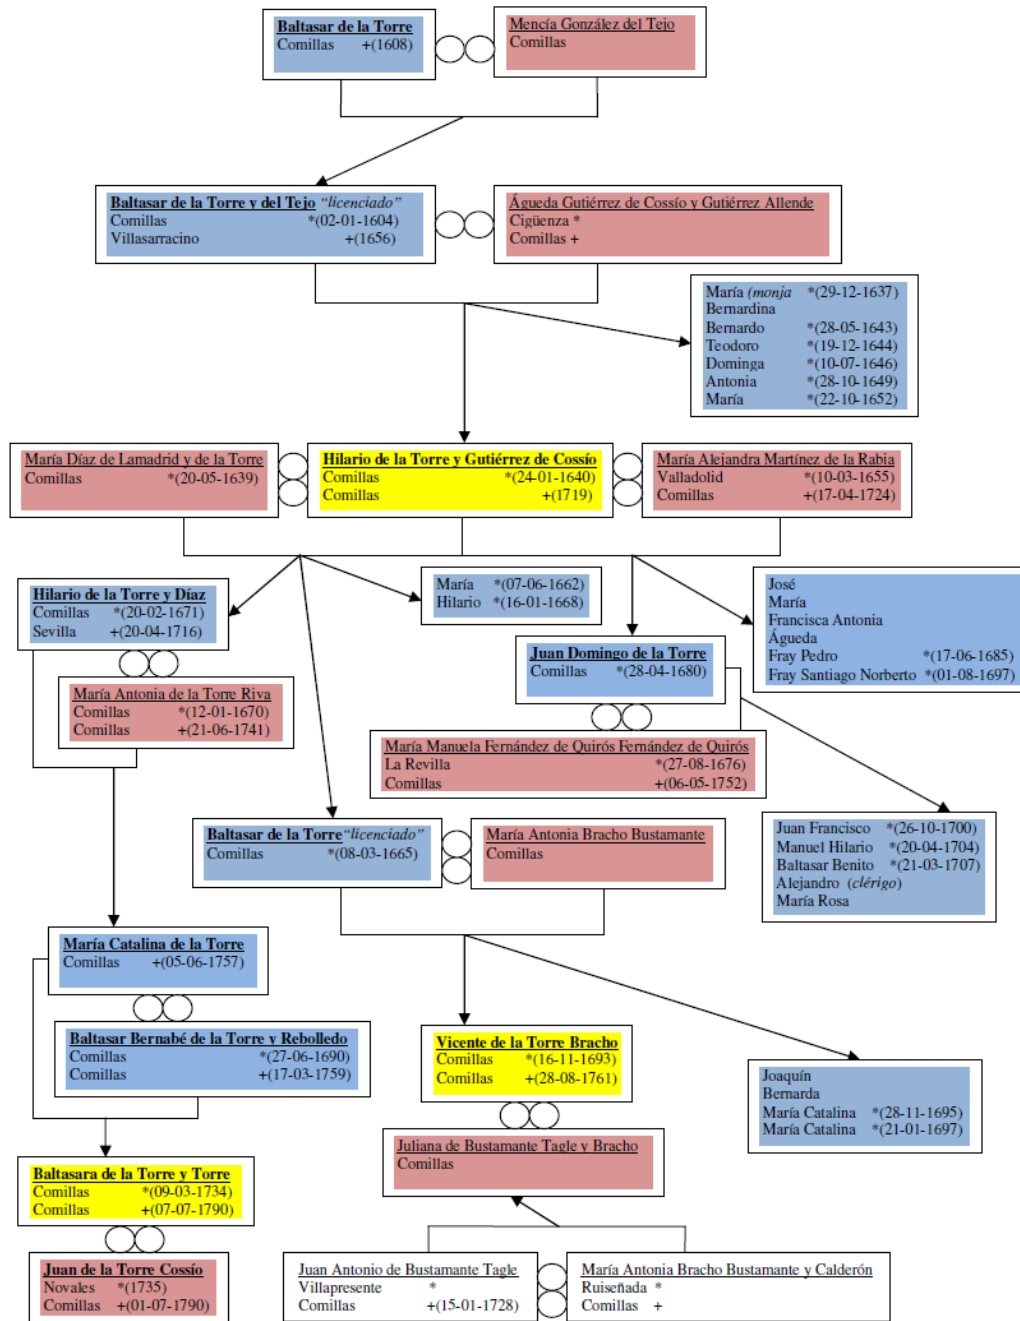 Baltasar de la Torre
Comillas +(1608)
Mencía González del Tejo
Comillas
Baltasar de la Torre y del Tejo "licenciado"
Comillas *(02-01-1604)
Villasarracino +(1656)
Águeda Gutiérrez de Cossío y Gutiérrez Allende
Cigüenza *
Comillas +
María (monja *(29-12-1637)
Bernardina
Bernardo *(28-05-1643)
Teodoro *(19-12-1644)
Dominga *(10-07-1646)
Antonia *(28-10-1649)
María *(22-10-1652)
María Díaz de Lamadrid y de la Torre
Comillas *(20-05-1639)
Hilario de la Torre y Gutiérrez de Cossío
Comillas *(24-01-1640)
Comillas +(1719)
María Alejandra Martínez de la Rabia
Valladolid *(10-03-1655)
Comillas +(17-04-1724)
Hilario de la Torre y Díaz
Comillas *(20-02-1671)
Sevilla +(20-04-1716)
María *(07-06-1662)
Hilario *(16-01-1668)
José
María
Francisca Antonia
Águeda
Fray Pedro *(17-06-1685)
Fray Santiago Norberto *(01-08-1697)
Juan Domingo de la Torre
Comillas *(28-04-1680)
María Antonia de la Torre Riva
Comillas *(12-01-1670)
Comillas +(21-06-1741)
María Manuela Fernández de Quirós Fernández de Quirós
La Revilla *(27-08-1676)
Comillas +(06-05-1752)
Baltasar de la Torre "licenciado"
Comillas *(08-03-1665)
María Antonia Bracho Bustamante
Comillas
Juan Francisco *(26-10-1700)
Manuel Hilario *(20-04-1704)
Baltasar Benito *(21-03-1707)
Alejandro (clérigo)
María Rosa
María Catalina de la Torre
Comillas +(05-06-1757)
Baltasar Bernabé de la Torre y Rebolledo
Comillas *(27-06-1690)
Comillas +(17-03-1759)
Vicente de la Torre Bracho
Comillas *(16-11-1693)
Comillas +(28-08-1761)
Joaquín
Bernarda
María Catalina *(28-11-1695)
María Catalina *(21-01-1697)
Juliana de Bustamante Tagle y Bracho
Comillas
Baltasara de la Torre y Torre
Comillas *(09-03-1734)
Comillas +(07-07-1790)
Juan de la Torre Cossío
Novales *(1735)
Comillas +(01-07-1790)
Juan Antonio de Bustamante Tagle
Villapresente *
Comillas +(15-01-1728)
María Antonia Bracho Bustamante y Calderón
Ruiseñada *
Comillas +